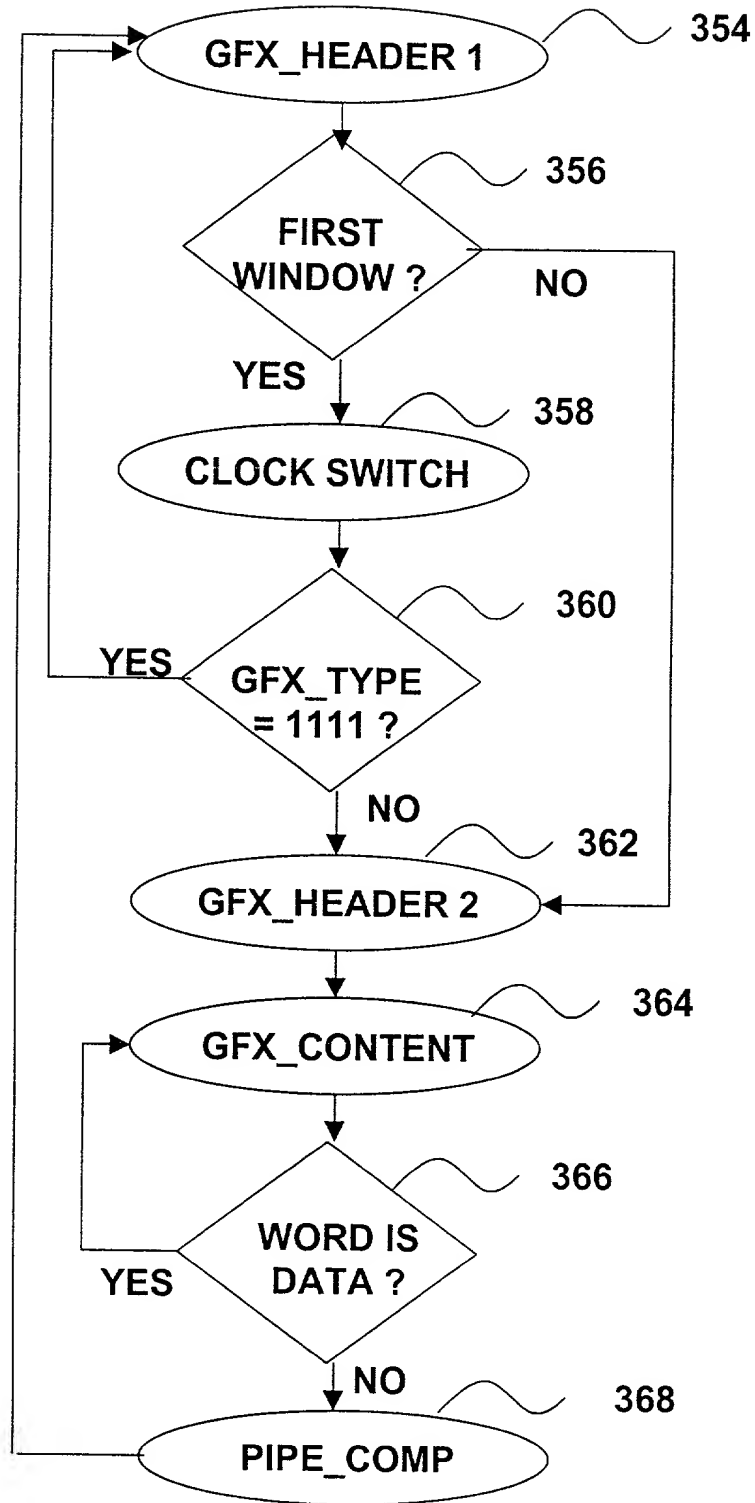 GFX_HEADER 1
354
356
FIRST
WINDOW ?
NO
YES
358
CLOCK SWITCH
360
YES
GFX_TYPE
= 1111 ?
NO
362
GFX_HEADER 2
364
GFX_CONTENT
366
WORD IS
DATA ?
YES
NO
368
PIPE_COMP